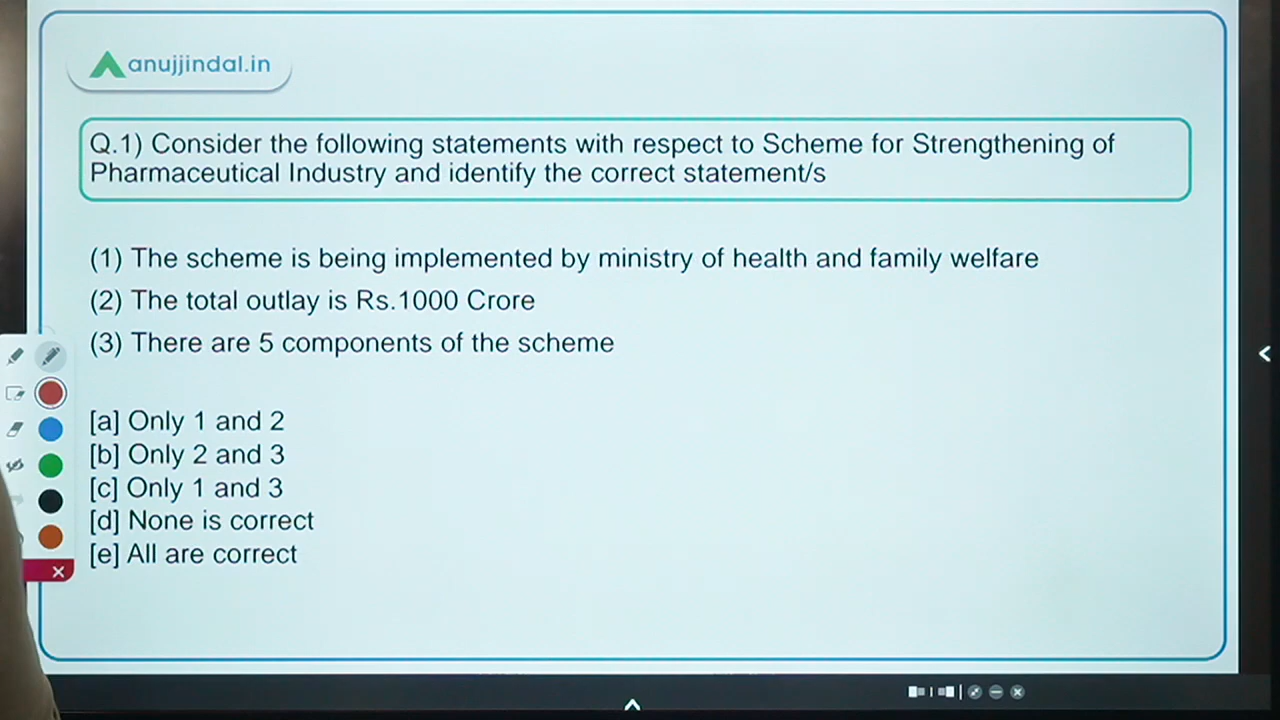 anujjindal.in
Q.1) Consider the following statements with respect to Scheme for Strengthening of
Pharmaceutical Industry and identify the correct statement/s
(1) The scheme is being implemented by ministry of health and family welfare
(2) The total outlay is Rs.1000 Crore
(3) There are 5 components of the scheme
[a] Only 1 and 2
[b] Only 2 and 3
[c] Only 1 and 3
[d] None is correct
[e] All are correct